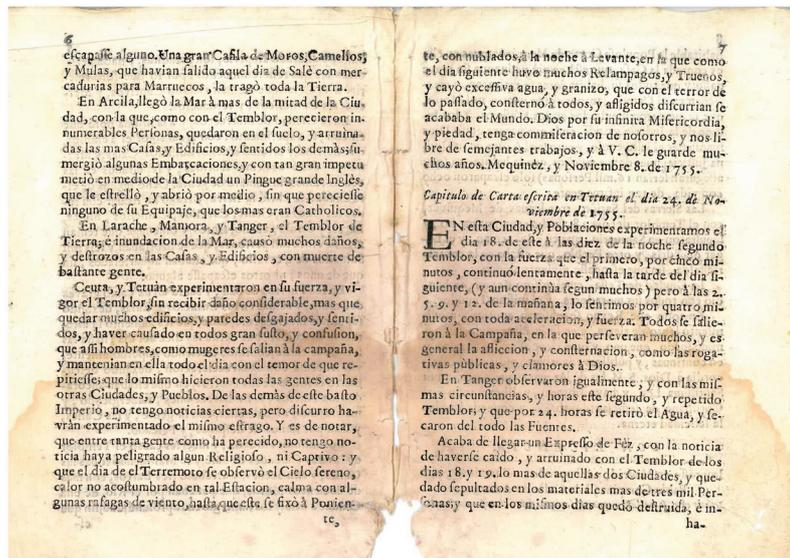 6
escapasse alguno. Una gran Cafila de Moros, Camellos,
y Mulas, que havian salido aquel dia de Salè con mer-
cadurias para Marruecos, la tragò toda la Tierra.
En Arcila, llegò la Mar à mas de la mitad de la Ciu-
dad, con la que, como con el Temblor, perecieron in-
numerables Personas, quedaron en el suelo, y arruina-
das las mas Casas, y Edificios, y sentidos los demàs; su-
mergiò algunas Embarcaciones, y con tan gran impetu
metiò en medio de la Ciudad un Pingue grande Inglès,
que le estrellò, y abriò por medio, sin que pereciesse
ninguno de su Equipaje, que los mas eran Catholicos.
En Larache, Mamora, y Tanger, el Temblor de
Tierra, è inundacion de la Mar, causò muchos daños,
y destrozos en las Casas, y Edificios, con muerte de
bastante gente.
Ceuta, y Tetuàn experimentaron en su fuerza, y vi-
gor el Temblor, sin recibir daño considerable, mas que
quedar muchos edificios, y paredes desgajados, y senti-
dos, y haver causado en todos gran susto, y confusion,
que assi hombres, como mugeres se salian à la campaña,
y mantenian en ella todo el dia con el temor de que re-
pitiesse; que lo mismo hicieron todas las gentes en las
otras Ciudades, y Pueblos. De las demàs de este basto
Imperio, no tengo noticias ciertas, pero discurro ha-
vràn experimentado el mismo estrago. Y es de notar,
que entre tanta gente como ha perecido, no tengo no-
ticia haya peligrado algun Religioso, ni Captivo: y
que el dia de el Terremoto se observò el Cielo sereno,
calor no acostumbrado en tal Estacion, calma con al-
gunas rafagas de viento, hasta que este se fixò à Ponien-
te,
7
te, con nublados, à la noche à Levante, en la que como
el dia siguiente huvo muchos Relampagos, y Truenos,
y cayò excessiva agua, y granizo, que con el terror de
lo passado, consternò à todos, y afligidos discurrian se
acababa el Mundo. Dios por su infinita Misericordia,
y piedad, tenga commiseracion de nosotros, y nos li-
bre de semejantes trabajos, y à V. C. le guarde mu-
chos años. Mequinèz, y Noviembre 8. de 1755.
Capitulo de Carta escrita en Tetuan el dia 24. de No-
viembre de 1755.
EN esta Ciudad, y Poblaciones experimentamos el
dia 18. de este à las diez de la noche segundo
Temblor, con la fuerza que el primero, por cinco mi-
nutos, continuò lentamente, hasta la tarde del dia si-
guiente, (y aun continùa segun muchos) pero à las 2.
5. 9. y 12. de la mañana, lo sentimos por quatro mi-
nutos, con toda aceleracion, y fuerza. Todos se salie-
ron à la Campaña, en la que perseveran muchos, y es
general la afliccion, y consternacion, como las roga-
tivas pùblicas, y clamores à Dios.
En Tanger observaron igualmente, y con las mis-
mas circunstancias, y horas este segundo, y repetido
Temblor; y que por 24. horas se retirò el Agua, y se-
caron del todo las Fuentes.
Acaba de llegar un Expresso de Fèz, con la noticia
de haverse caìdo, y arruinado con el Temblor de los
dias 18. y 19. lo mas de aquellas dos Ciudades, y que-
dado sepultados en los materiales mas de tres mil Per-
sonas; y que en los mismos dias quedò destruìda, è in-
ha-